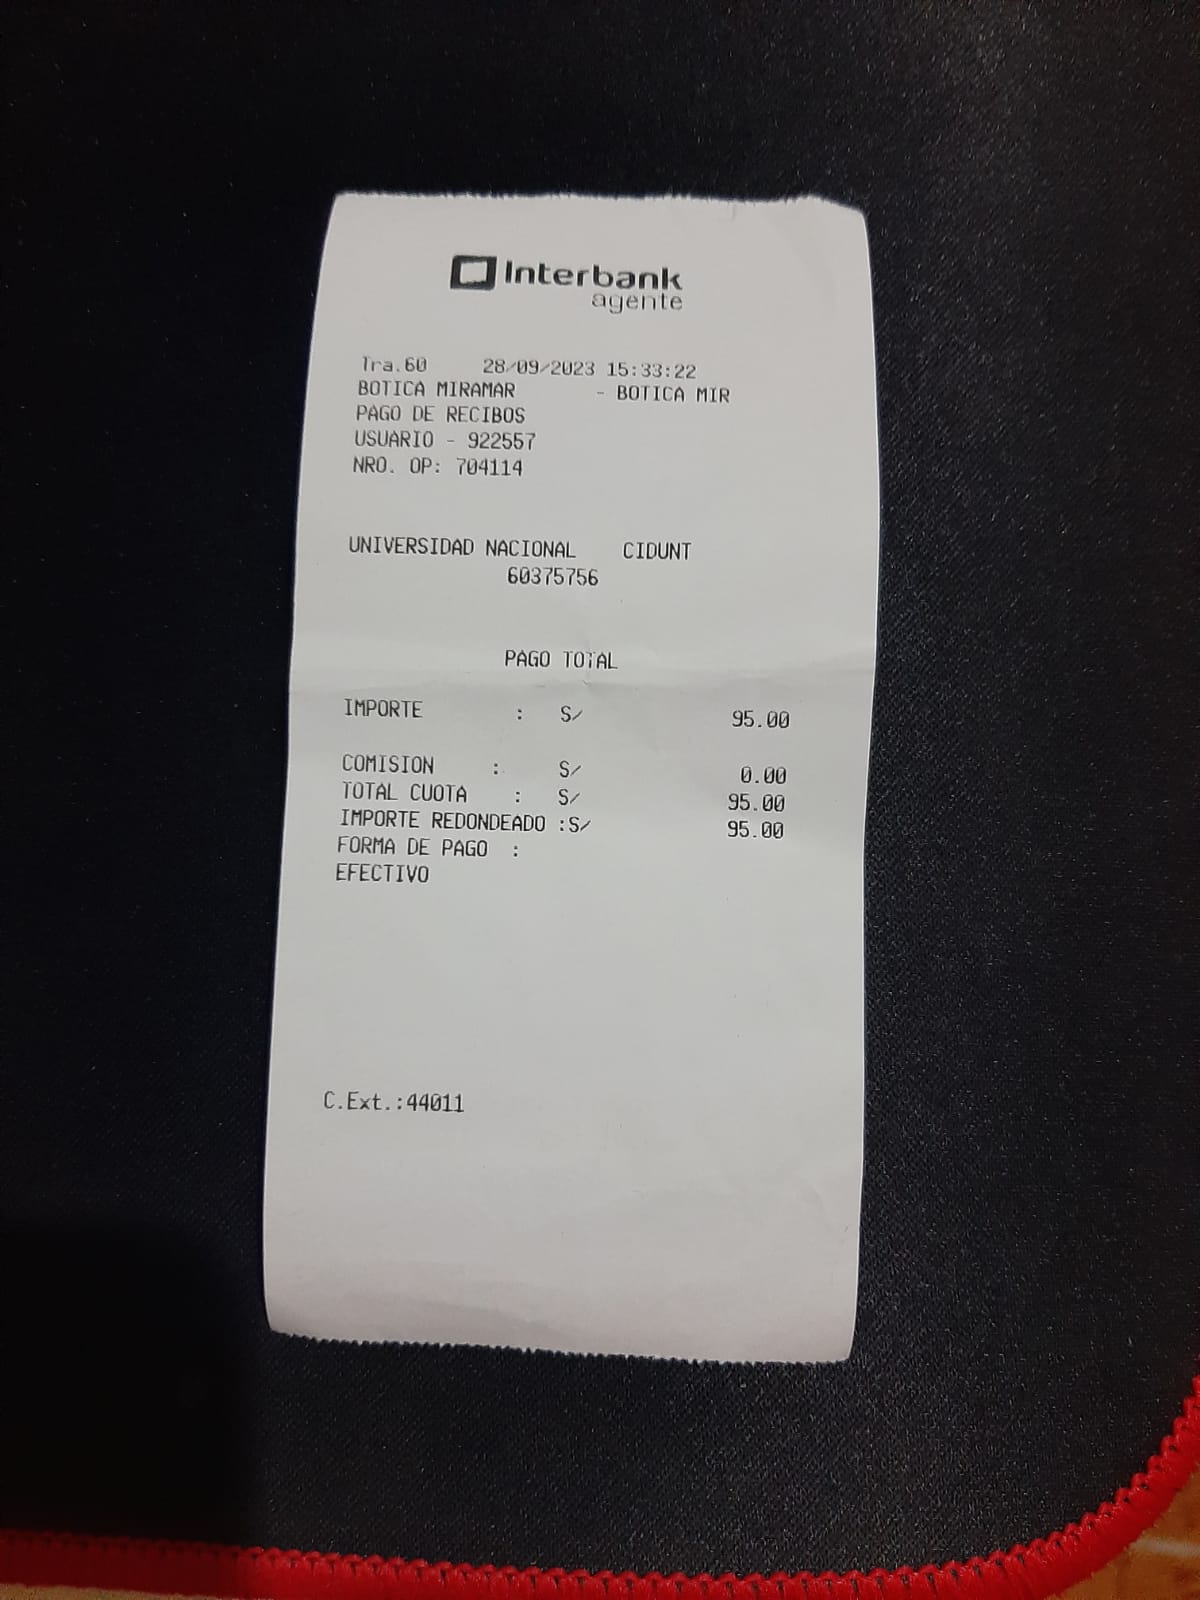 Interbank
agente
Tra.60 28/09/2023 15:33:22
BOTICA MIRAMAR - BOTICA MIR
PAGO DE RECIBOS
USUARIO - 922557
NRO. OP: 704114
UNIVERSIDAD NACIONAL CIDUNT
60375756
PAGO TOTAL
IMPORTE : S/ 95.00
COMISION : S/ 0.00
TOTAL CUOTA : S/ 95.00
IMPORTE REDONDEADO :S/ 95.00
FORMA DE PAGO :
EFECTIVO
C.Ext.:44011